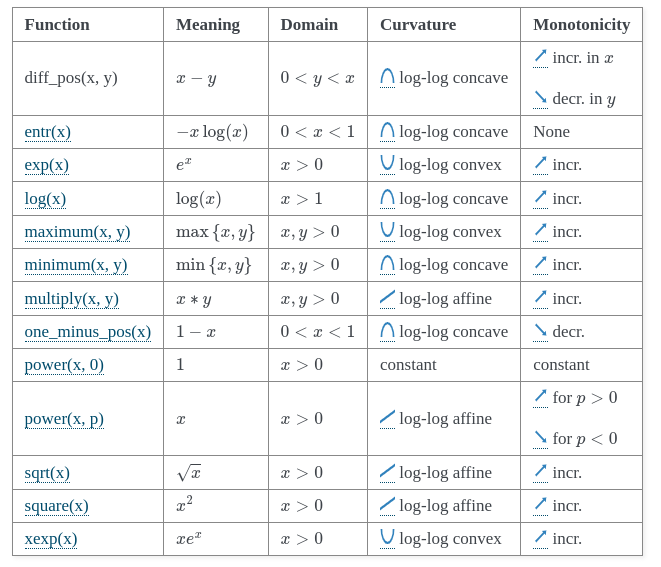 Function Meaning Domain Curvature Monotonicity
diff_pos(x, y) x − y 0 < y < x log-log concave incr. in x
decr. in y
entr(x) −x log(x) 0 < x < 1 log-log concave None
exp(x) eˣ x > 0 log-log convex incr.
log(x) log(x) x > 1 log-log concave incr.
maximum(x, y) max {x, y} x, y > 0 log-log convex incr.
minimum(x, y) min {x, y} x, y > 0 log-log concave incr.
multiply(x, y) x ∗ y x, y > 0 log-log affine incr.
one_minus_pos(x) 1 − x 0 < x < 1 log-log concave decr.
power(x, 0) 1 x > 0 constant constant
power(x, p) x x > 0 log-log affine for p > 0
for p < 0
sqrt(x) √x x > 0 log-log affine incr.
square(x) x² x > 0 log-log affine incr.
xexp(x) xeˣ x > 0 log-log convex incr.